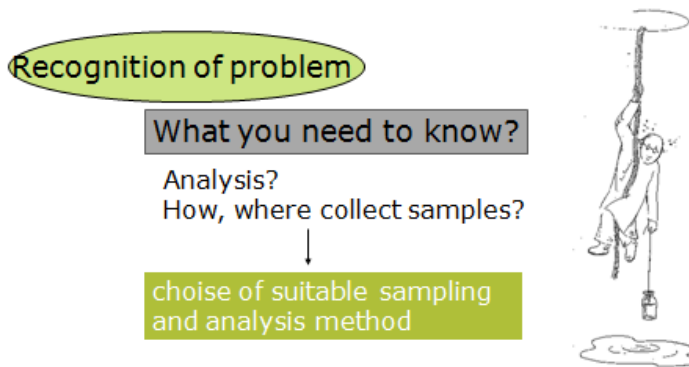 Recognition of problem
What you need to know?
Analysis?
How, where collect samples?
choise of suitable sampling
and analysis method